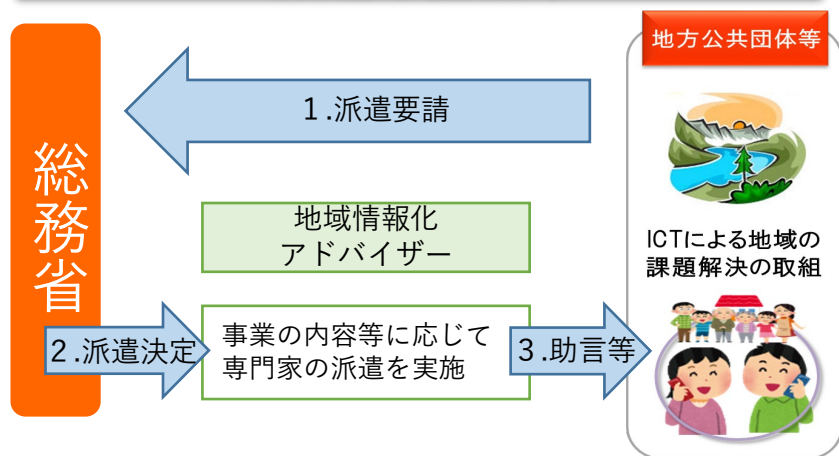 地方公共団体等
１.派遣要請
総務省
地域情報化
アドバイザー
ICTによる地域の
課題解決の取組
２.派遣決定
事業の内容等に応じて
専門家の派遣を実施
３.助言等